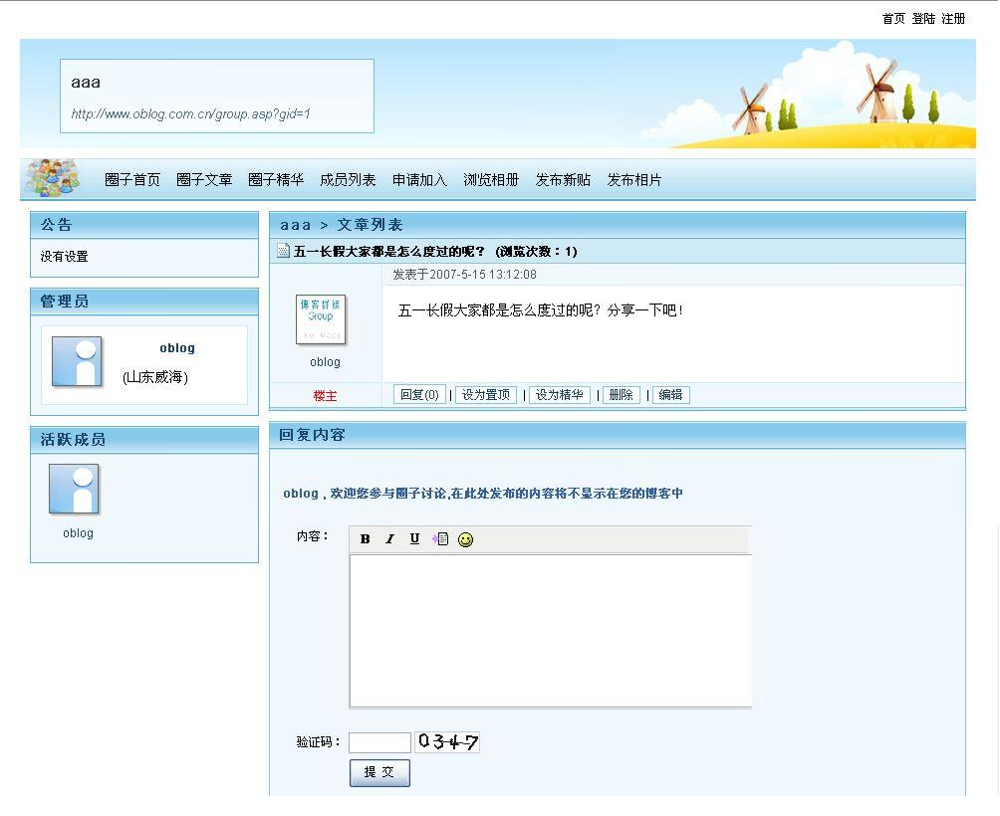 首页 登陆 注册
aaa
http://www.oblog.com.cn/group.asp?gid=1
圈子首页 圈子文章 圈子精华 成员列表 申请加入 浏览相册 发布新贴 发布相片
公告
没有设置
管理员
oblog
(山东威海)
活跃成员
oblog
aaa > 文章列表
五一长假大家都是怎么度过的呢? (浏览次数：1)
发表于2007-5-15 13:12:08
博客群组
Group
NO IMAGE
oblog
五一长假大家都是怎么度过的呢？分享一下吧！
楼主
回复(0) | 设为置顶 | 设为精华 | 删除 | 编辑
回复内容
oblog，欢迎您参与圈子讨论,在此处发布的内容将不显示在您的博客中
内容：
B I U
验证码： 0347
提 交